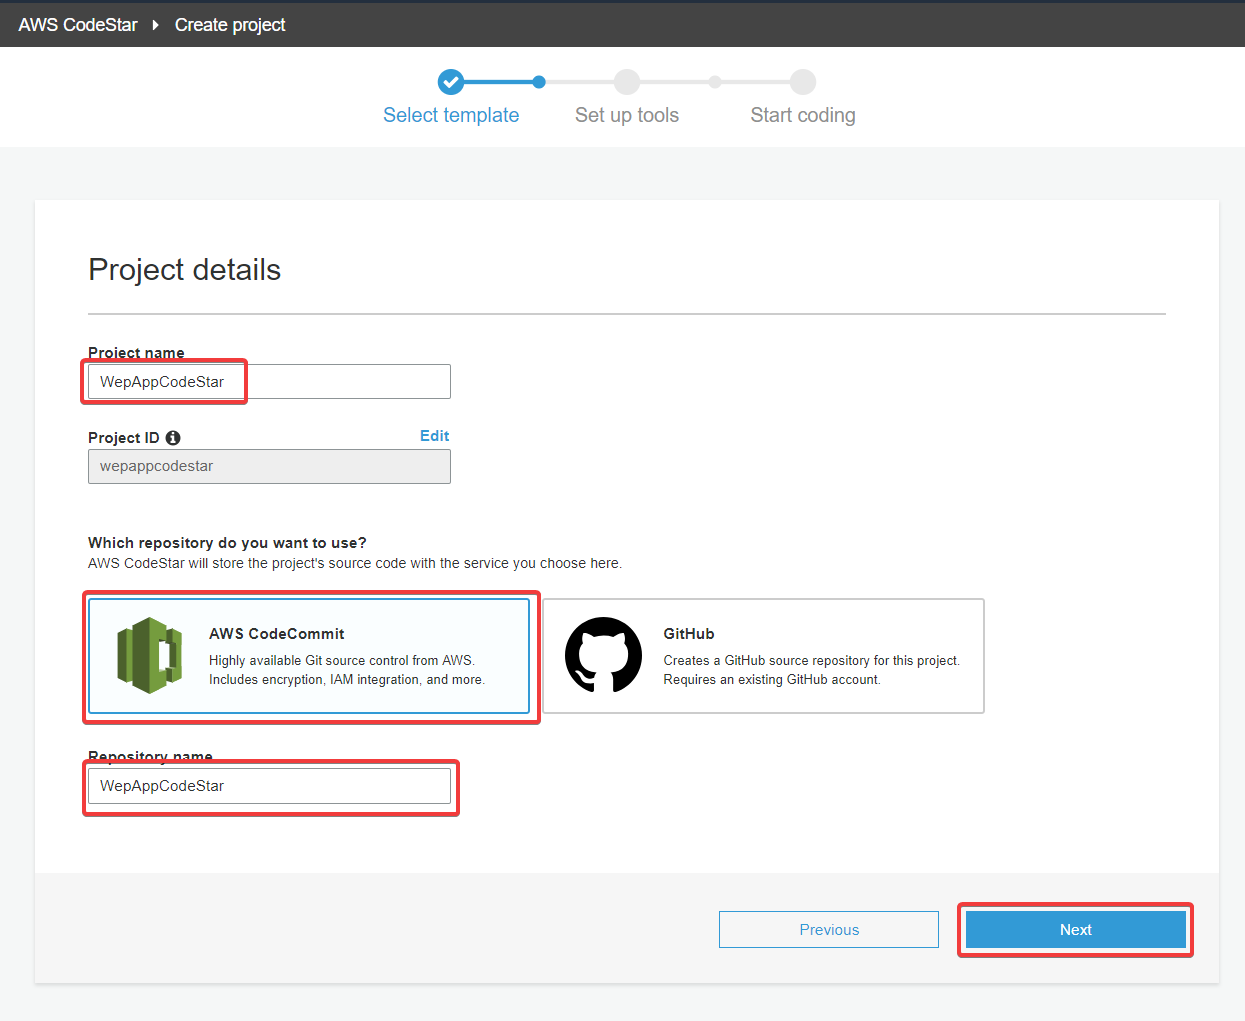 AWS CodeStar Create project
Select template
Set up tools
Start coding
Project details
Project name
WepAppCodeStar
Project ID
Edit
wepappcodestar
Which repository do you want to use?
AWS CodeStar will store the project's source code with the service you choose here.
AWS CodeCommit
Highly available Git source control from AWS.
Includes encryption, IAM integration, and more.
GitHub
Creates a GitHub source repository for this project.
Requires an existing GitHub account.
Repository name
WepAppCodeStar
Previous
Next